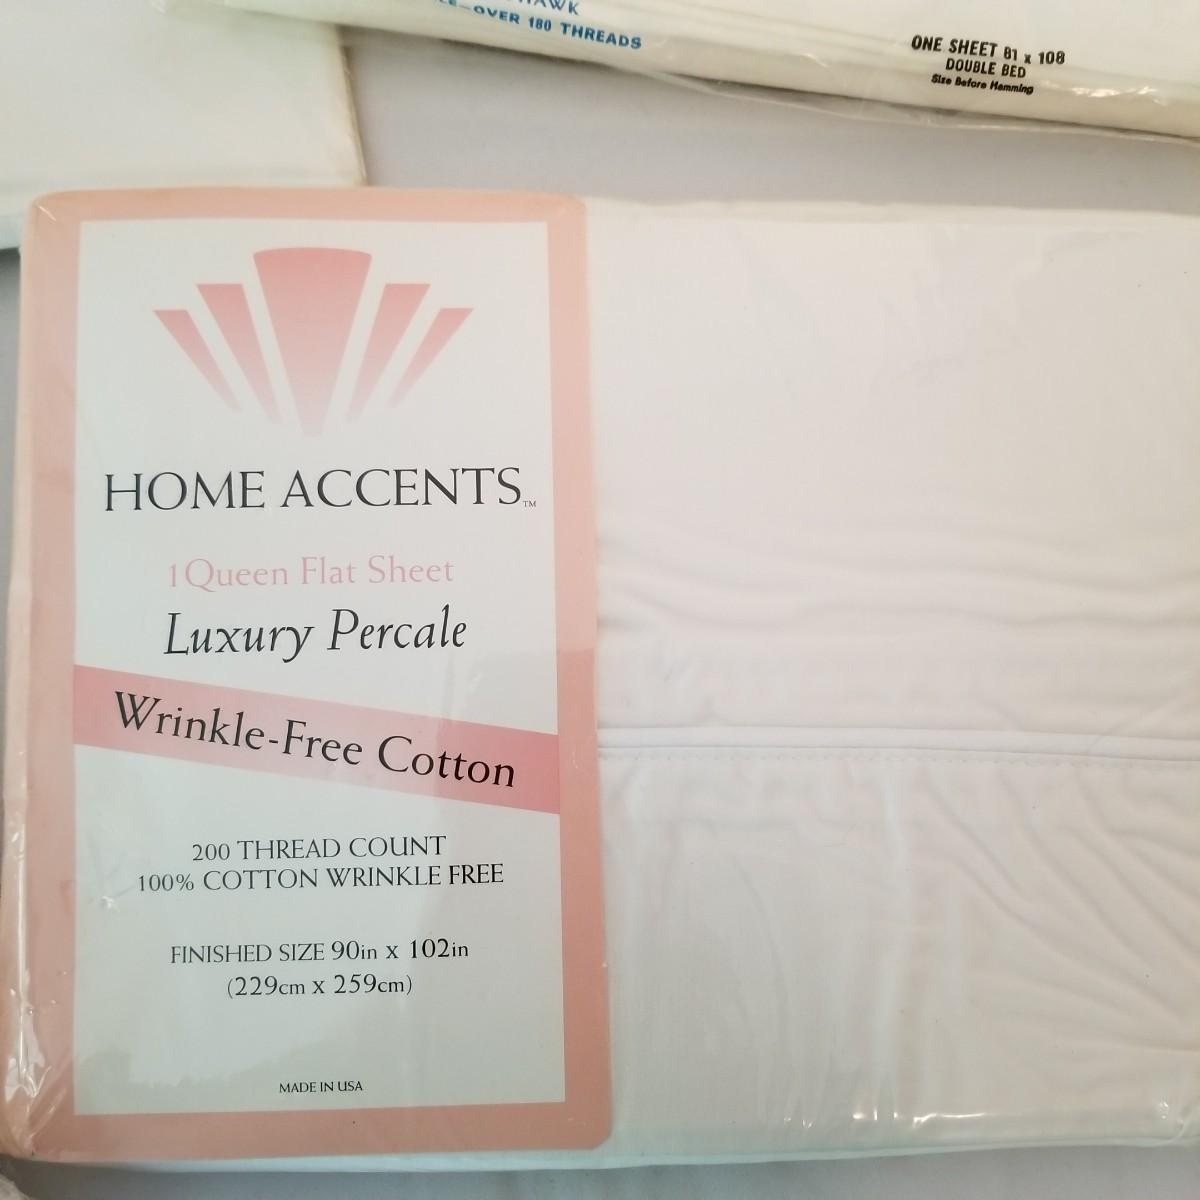 OVER 180 THREADS
ONE SHEET 81 x 108
DOUBLE BED
Size Before Hemming
HOME ACCENTS™
1 Queen Flat Sheet
Luxury Percale
Wrinkle-Free Cotton
200 THREAD COUNT
100% COTTON WRINKLE FREE
FINISHED SIZE 90in x 102in
(229cm x 259cm)
MADE IN USA